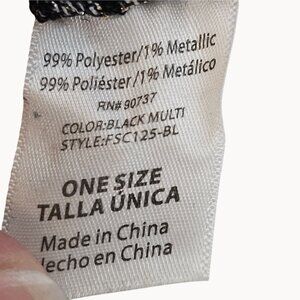 99% Polyester/1% Metallic
99% Poliéster/1% Metálico
RN# 90737
COLOR:BLACK MULTI
STYLE:FSC125-BL
ONE SIZE
TALLA ÚNICA
Made in China
lecho en China